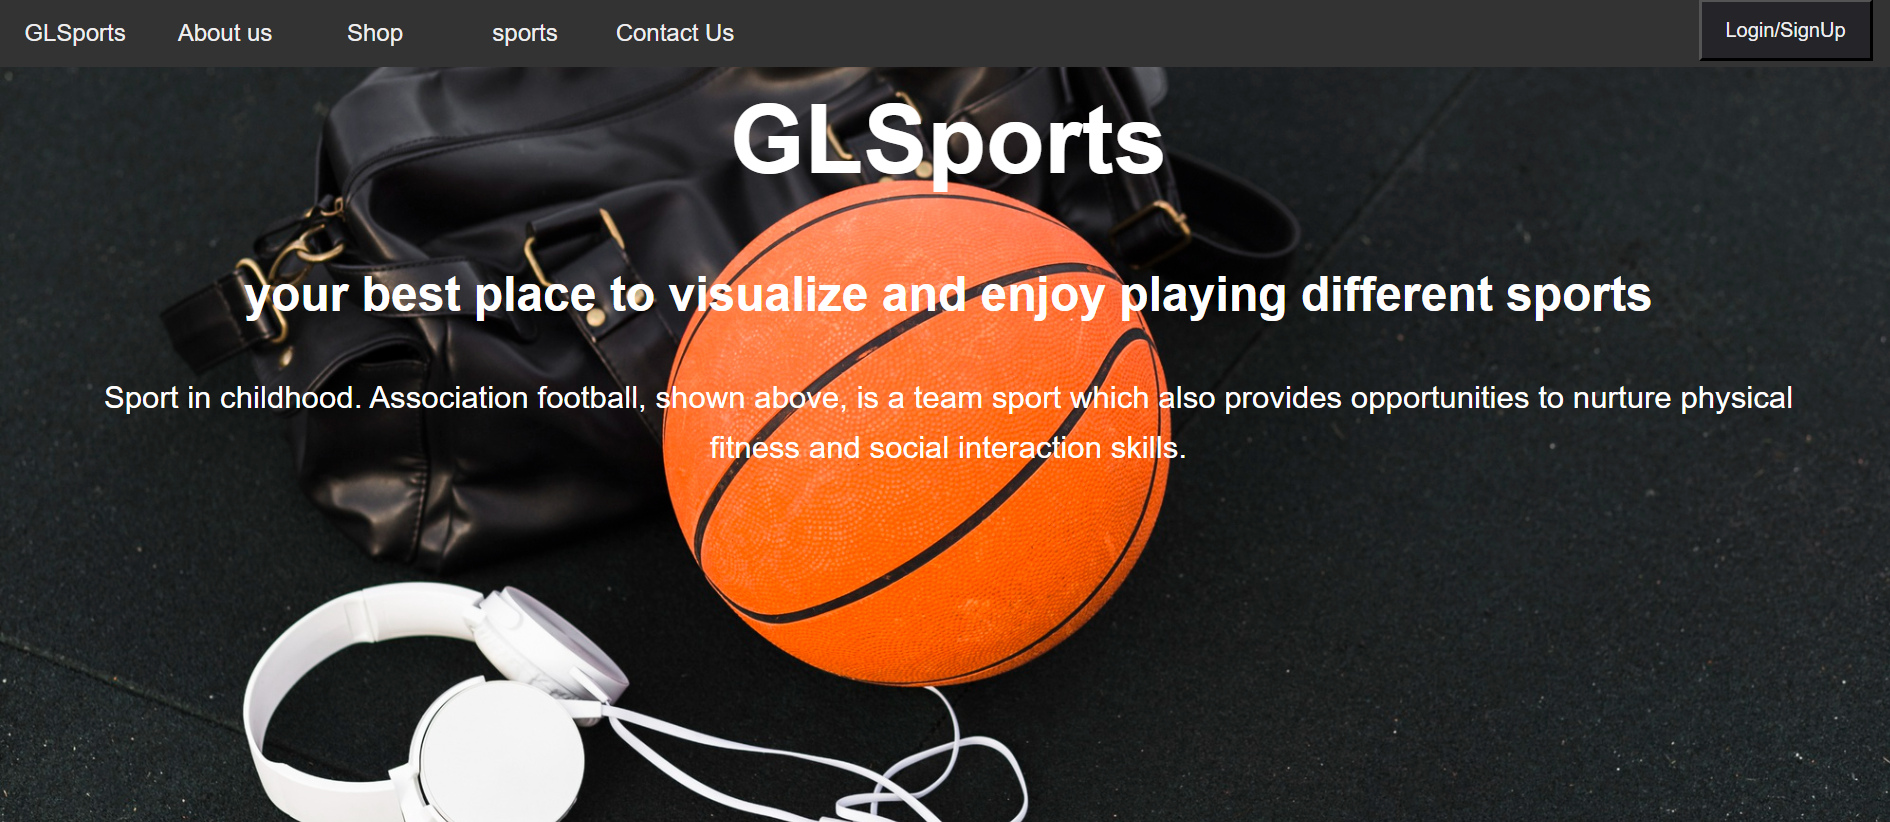 GLSports About us Shop sports Contact Us Login/SignUp
GLSports
your best place to visualize and enjoy playing different sports
Sport in childhood. Association football, shown above, is a team sport which also provides opportunities to nurture physical
fitness and social interaction skills.